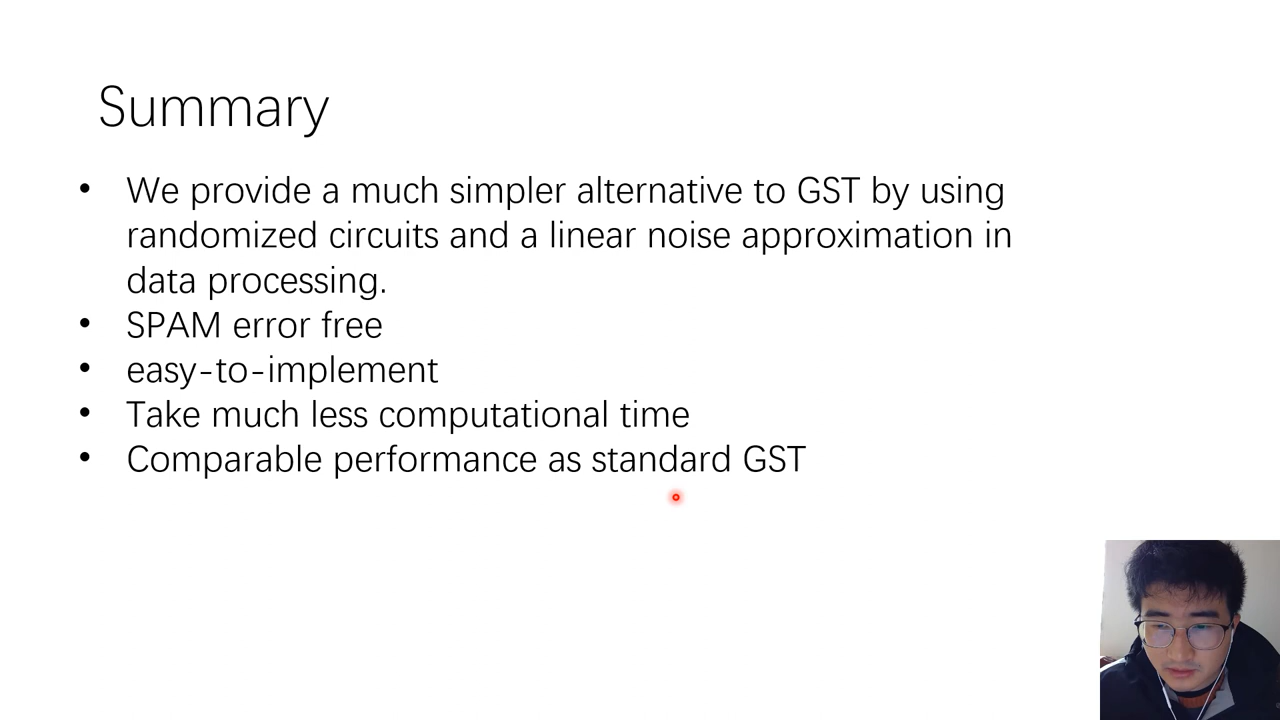 Summary
• We provide a much simpler alternative to GST by using
randomized circuits and a linear noise approximation in
data processing.
• SPAM error free
• easy-to-implement
• Take much less computational time
• Comparable performance as standard GST